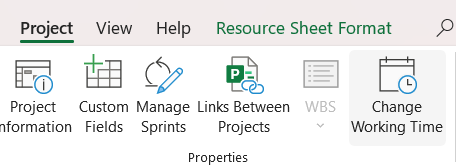 Project View Help Resource Sheet Format
Project Custom Manage Links Between WBS Change
nformation Fields Sprints Projects Working Time
Properties